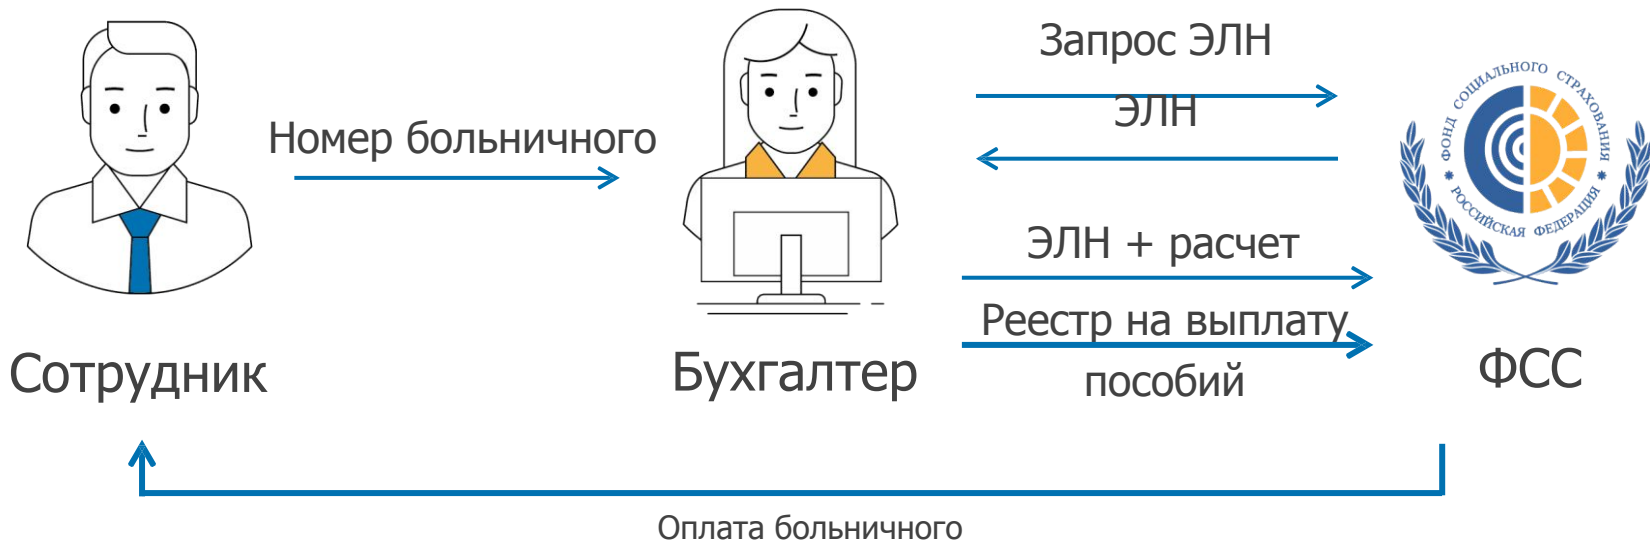 Номер больничного
Запрос ЭЛН
ЭЛН
ЭЛН + расчет
Реестр на выплату
пособий
ФОНД СОЦИАЛЬНОГО СТРАХОВАНИЯ
РОССИЙСКАЯ ФЕДЕРАЦИЯ
Сотрудник
Бухгалтер
ФСС
Оплата больничного